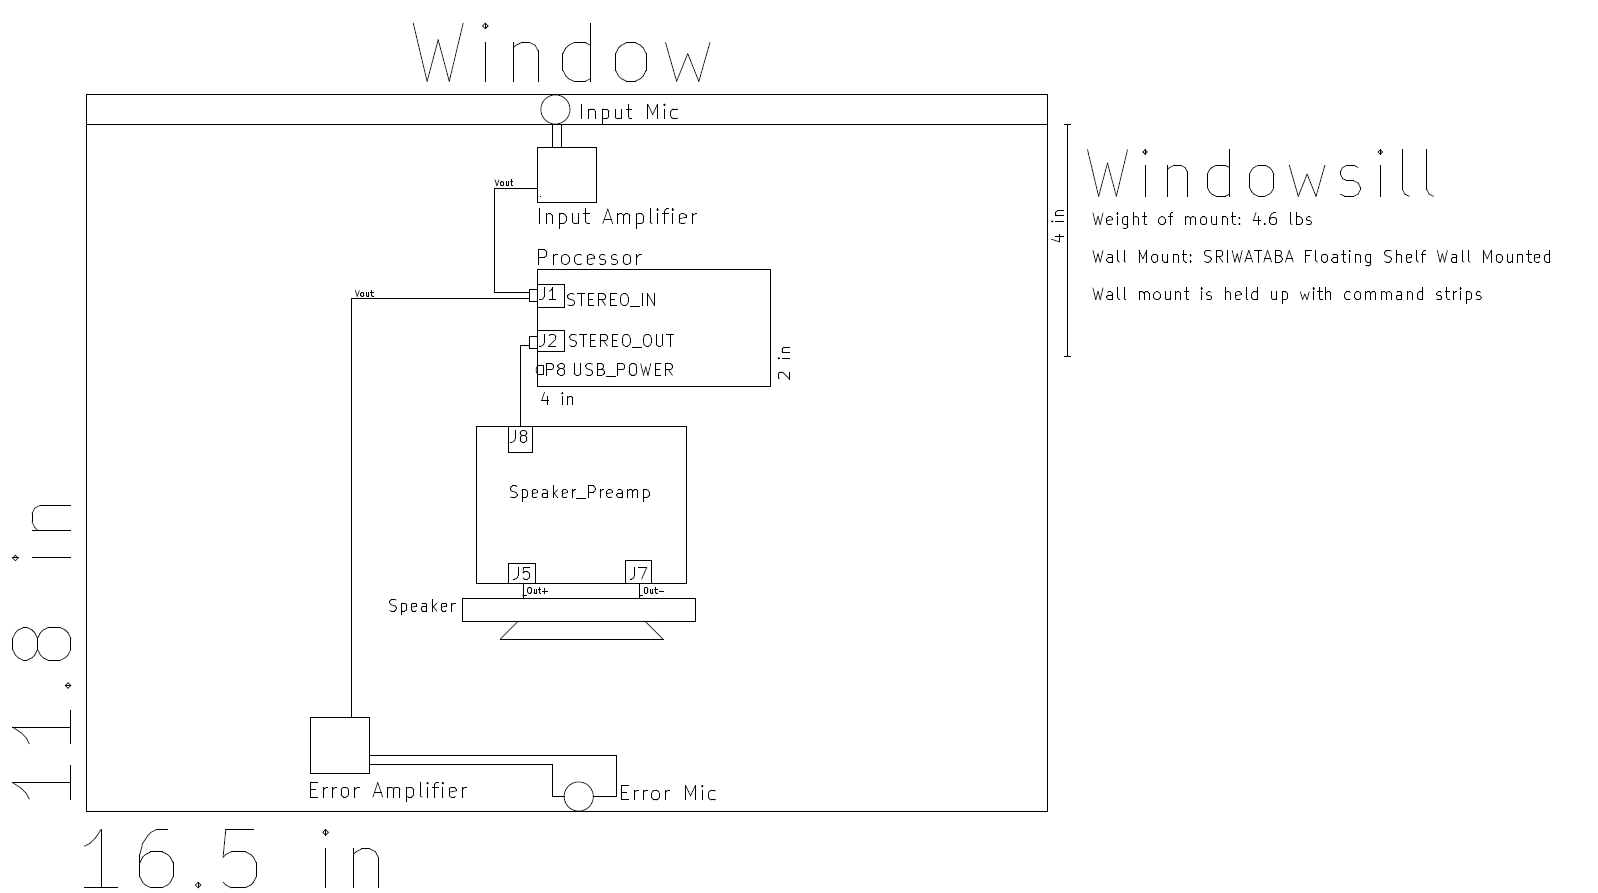 Window
Input Mic
Windowsill
Vout
Input Amplifier
Weight of mount: 4.6 lbs
4 in
Processor
Wall Mount: SRIWATABA Floating Shelf Wall Mounted
Vout
J1 STEREO_IN
Wall mount is held up with command strips
J2 STEREO_OUT
P8 USB_POWER
2 in
4 in
J8
Speaker_Preamp
J5
J7
Out+
Out-
Speaker
11.8 in
Error Amplifier
Error Mic
16.5 in